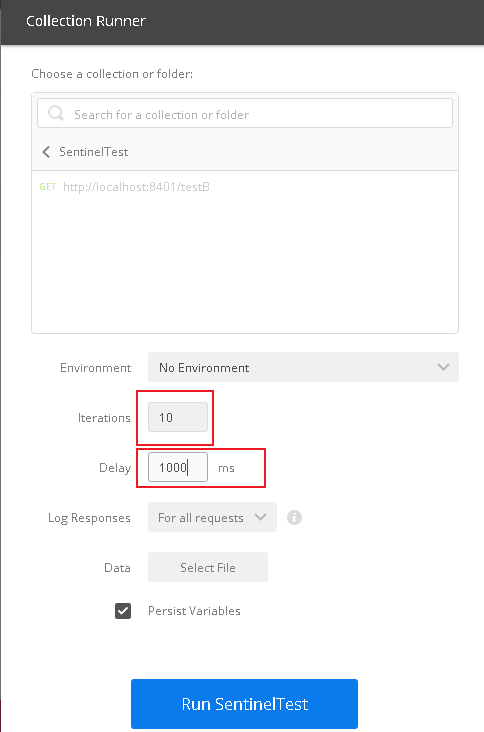 Collection Runner
Choose a collection or folder:
Search for a collection or folder
SentinelTest
GET http://localhost:8401/testB
Environment No Environment
Iterations 10
Delay 1000 ms
Log Responses For all requests
Data Select File
Persist Variables
Run SentinelTest